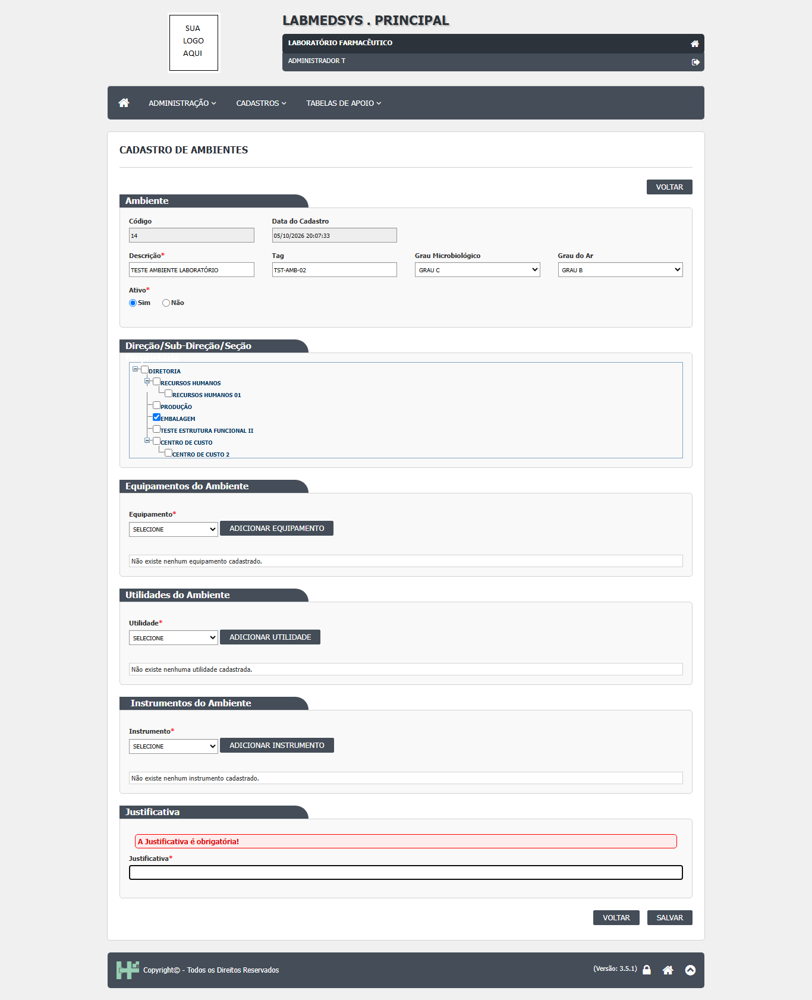 SUA
LOGO
AQUI
LABMEDSYS . PRINCIPAL
LABORATÓRIO FARMACÊUTICO
ADMINISTRADOR T
ADMINISTRAÇÃO CADASTROS TABELAS DE APOIO
CADASTRO DE AMBIENTES
VOLTAR
Ambiente
Código Data do Cadastro
14 05/10/2026 20:07:33
Descrição* Tag Grau Microbiológico Grau do Ar
TESTE AMBIENTE LABORATÓRIO TST-AMB-02 GRAU C GRAU B
Ativo*
Sim Não
Direção/Sub-Direção/Seção
DIRETORIA
RECURSOS HUMANOS
RECURSOS HUMANOS 01
PRODUÇÃO
EMBALAGEM
TESTE ESTRUTURA FUNCIONAL II
CENTRO DE CUSTO
CENTRO DE CUSTO 2
Equipamentos do Ambiente
Equipamento*
SELECIONE ADICIONAR EQUIPAMENTO
Não existe nenhum equipamento cadastrado.
Utilidades do Ambiente
Utilidade*
SELECIONE ADICIONAR UTILIDADE
Não existe nenhuma utilidade cadastrada.
Instrumentos do Ambiente
Instrumento*
SELECIONE ADICIONAR INSTRUMENTO
Não existe nenhum instrumento cadastrado.
Justificativa
A Justificativa é obrigatória!
Justificativa*
VOLTAR SALVAR
Copyright© - Todos os Direitos Reservados
(Versão: 3.5.1)